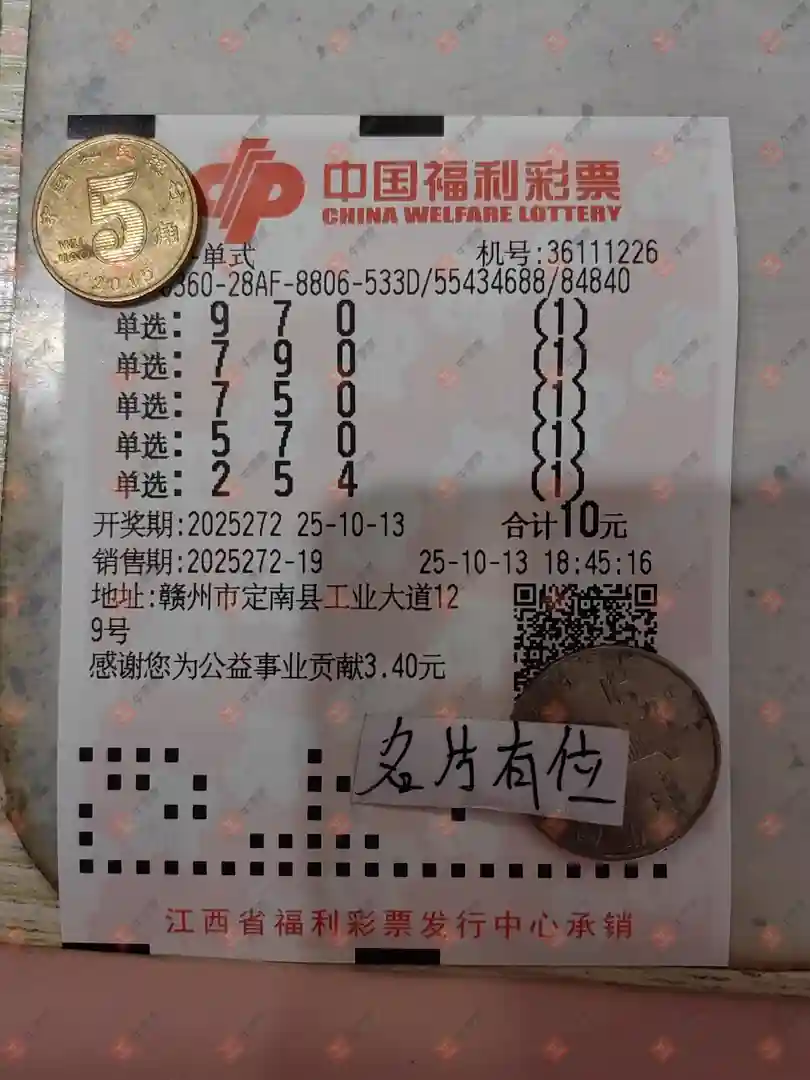 中国福利彩票
CHINA WELFARE LOTTERY
5角
2015
单式 机号:36111226
360-28AF-8806-533D/55434688/84840
单选: 9 7 0 (1)
单选: 7 9 0 (1)
单选: 7 5 0 (1)
单选: 5 7 0 (1)
单选: 2 5 4 (1)
开奖期:2025272 25-10-13 合计10元
销售期:2025272-19 25-10-13 18:45:16
地址:赣州市定南县工业大道12
9号
感谢您为公益事业贡献3.40元
名片有位
江西省福利彩票发行中心承销